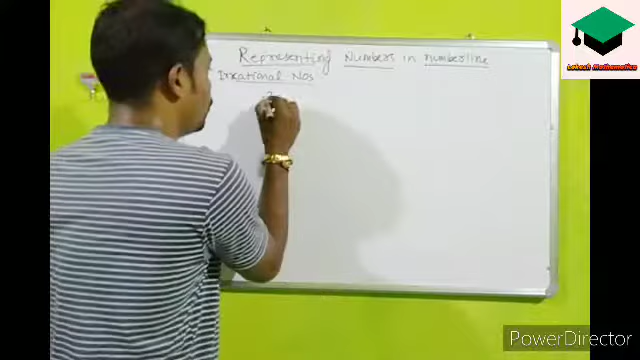 Representing Numbers in numberline
Irrational Nos
Lokesh Mathematics
PowerDirector